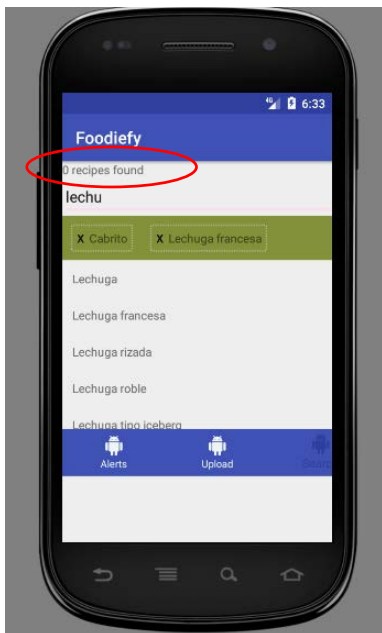 4G 6:33
Foodiefy
0 recipes found
lechu
X Cabrito X Lechuga francesa
Lechuga
Lechuga francesa
Lechuga rizada
Lechuga roble
Lechuga tipo iceberg
Alerts Upload